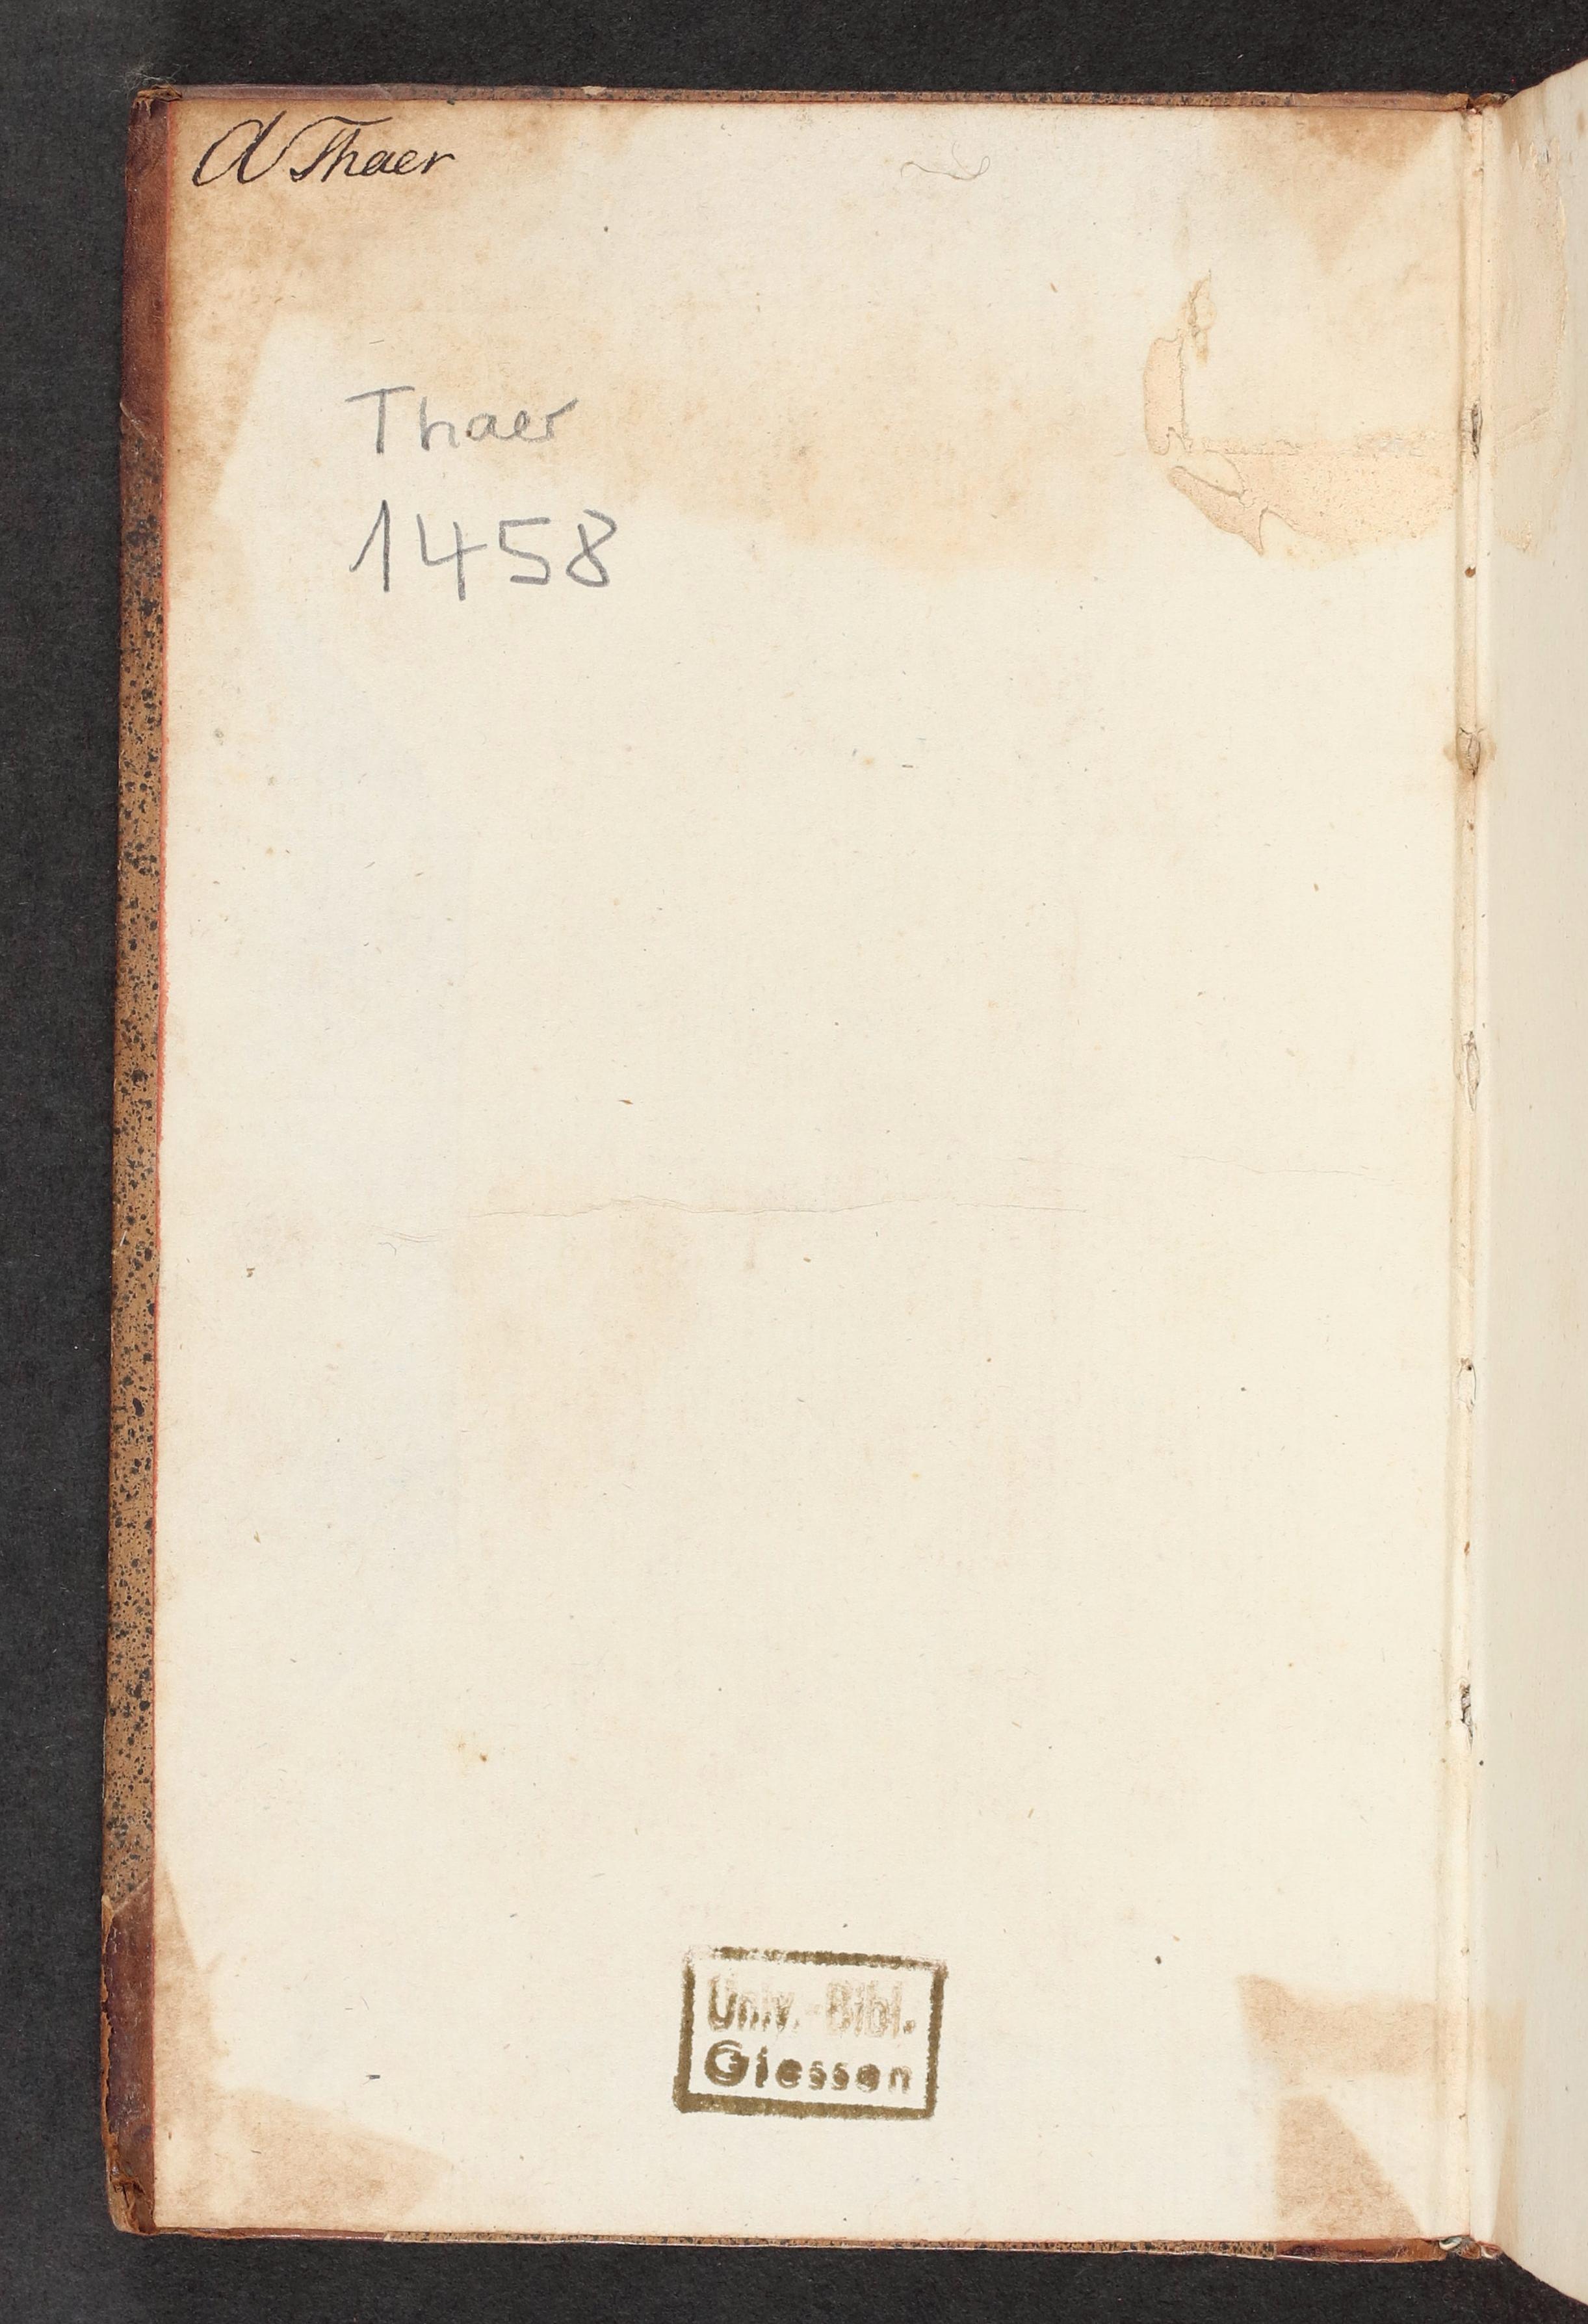 A Thaer
Thaer
1458
Univ.-Bibl.
Giessen